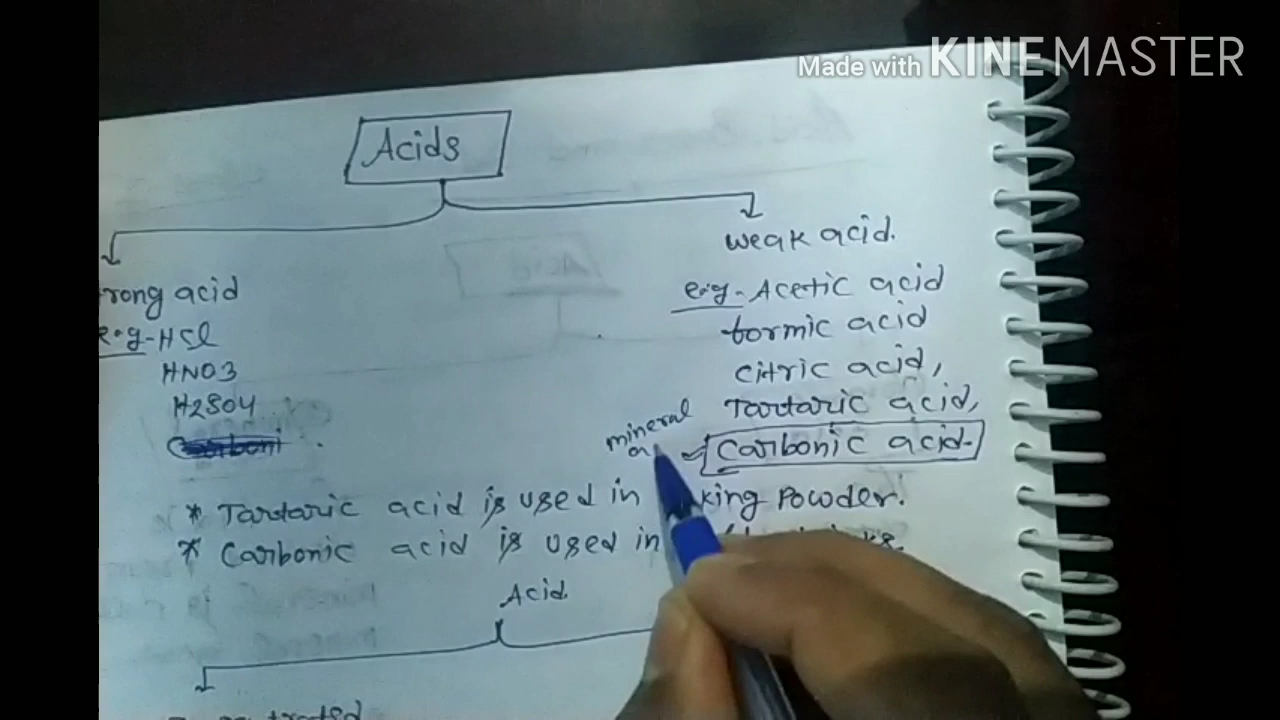 Made with KINEMASTER
Acids
rong acid
e.g-HCl
HNO3
H2SO4
weak acid.
e.g-Acetic acid
formic acid
citric acid,
Tartaric acid,
mineral
a
Carbonic acid.
* Tartaric acid is used in king Powder.
* Carbonic acid is used in
Acid